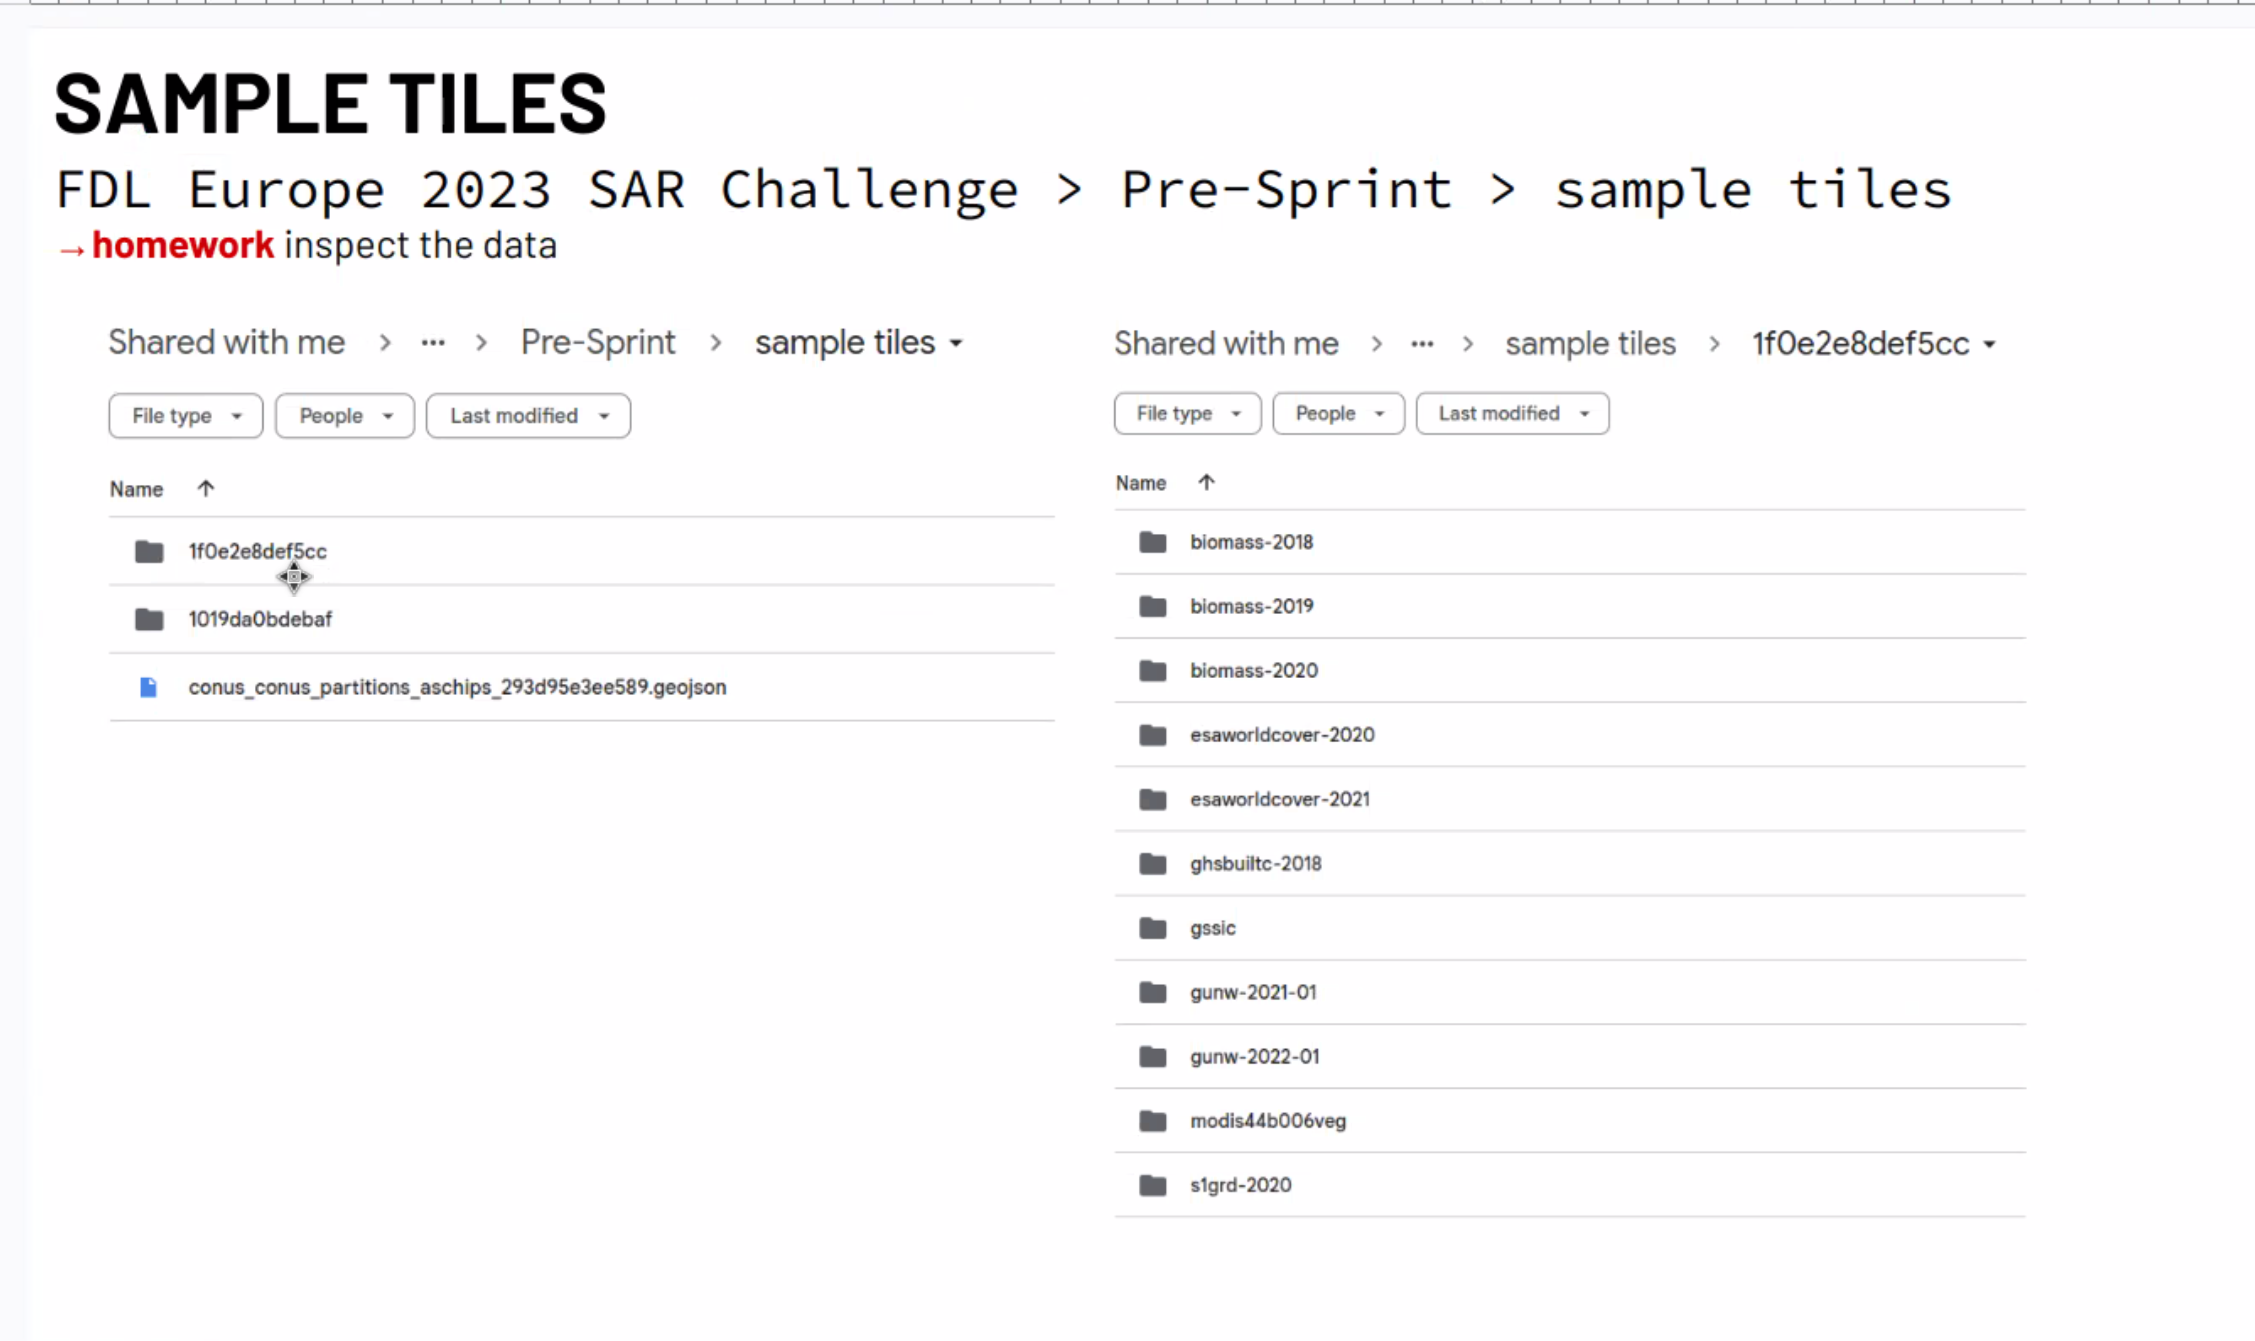 SAMPLE TILES
FDL Europe 2023 SAR Challenge > Pre-Sprint > sample tiles
→homework inspect the data
Shared with me > ... > Pre-Sprint > sample tiles
File type People Last modified
Name ↑
1f0e2e8def5cc
1019da0bdebaf
conus_conus_partitions_aschips_293d95e3ee589.geojson
Shared with me > ... > sample tiles > 1f0e2e8def5cc
File type People Last modified
Name ↑
biomass-2018
biomass-2019
biomass-2020
esaworldcover-2020
esaworldcover-2021
ghsbuiltc-2018
gssic
gunw-2021-01
gunw-2022-01
modis44b006veg
s1grd-2020